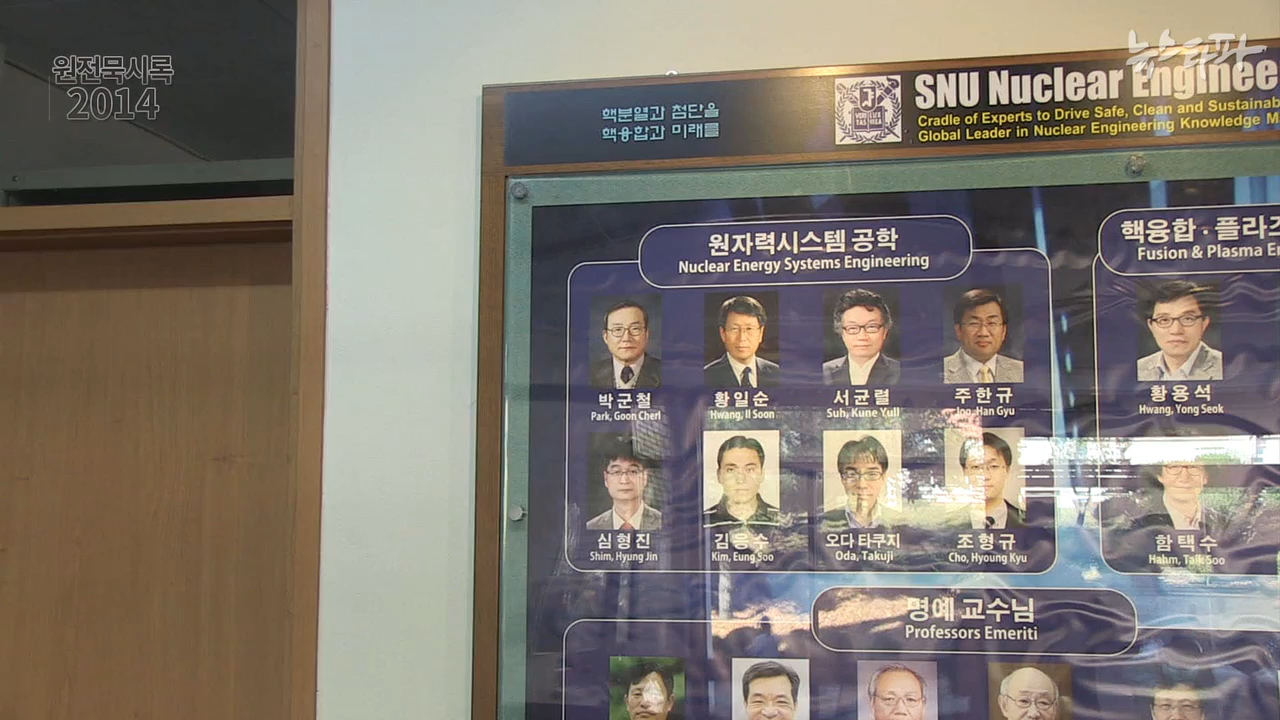 원전묵시록
2014
뉴스타파
핵분열과 첨단을
핵융합과 미래를
SNU Nuclear Enginee
Cradle of Experts to Drive Safe, Clean and Sustainab
Global Leader in Nuclear Engineering Knowledge M
원자력시스템 공학
Nuclear Energy Systems Engineering
핵융합·플라즈
Fusion & Plasma En
박군철
Park, Goon Cherl
황일순
Hwang, Il Soon
서균렬
Suh, Kune Yull
주한규
Joo, Han Gyu
황용석
Hwang, Yong Seok
심형진
Shim, Hyung Jin
김응수
Kim, Eung Soo
오다 타쿠지
Oda, Takuji
조형규
Cho, Hyoung Kyu
함택수
Hahm, Taik Soo
명예 교수님
Professors Emeriti